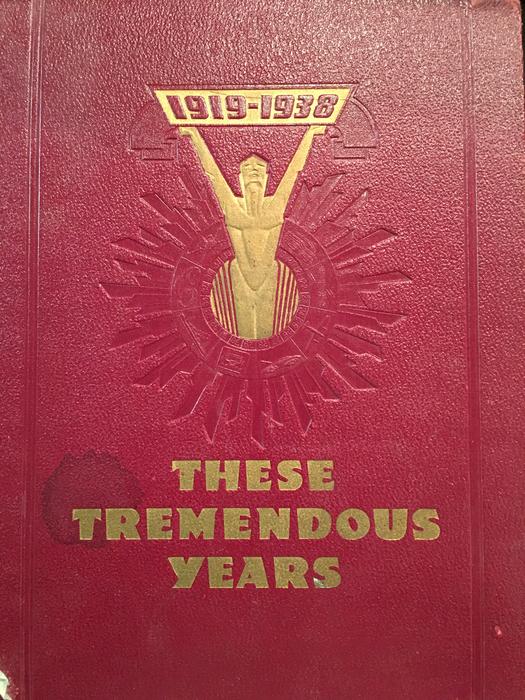 1919-1938
THESE
TREMENDOUS
YEARS